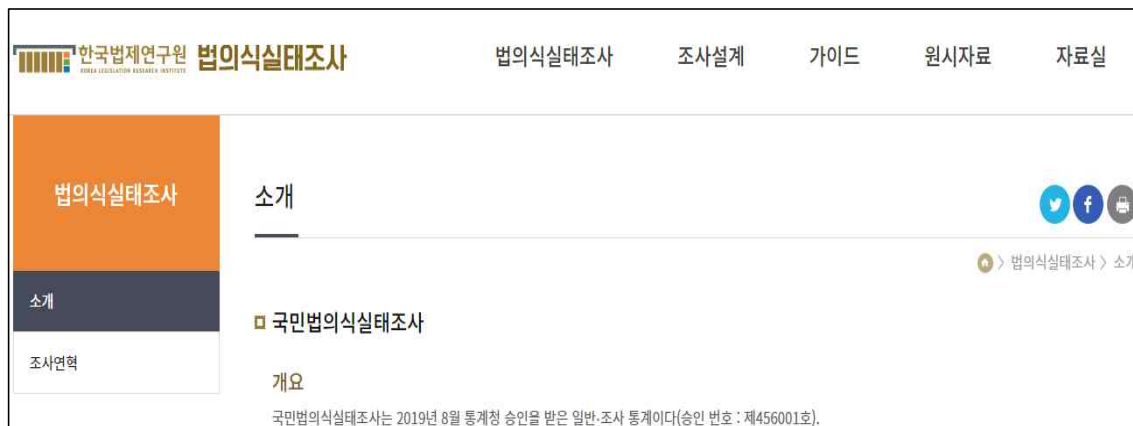 한국법제연구원 법의식실태조사
KOREA LEGISLATION RESEARCH INSTITUTE
법의식실태조사 조사설계 가이드 원시자료 자료실
법의식실태조사
소개
소개
조사연혁
〉 법의식실태조사 〉 소개
국민법의식실태조사
개요
국민법의식실태조사는 2019년 8월 통계청 승인을 받은 일반·조사 통계이다(승인 번호 : 제456001호).